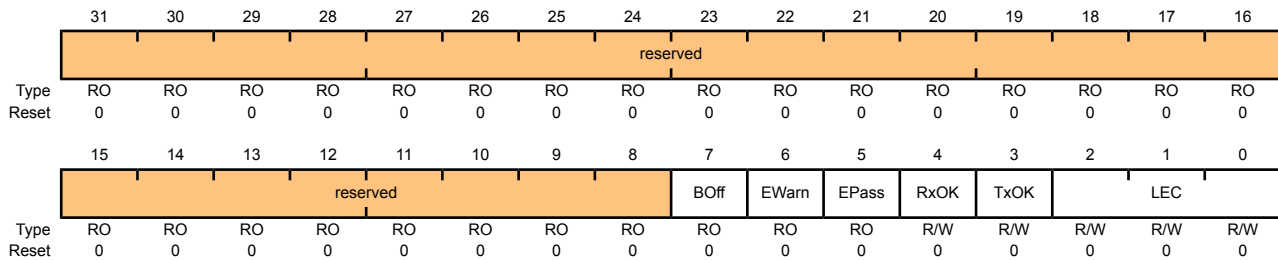 31 30 29 28 27 26 25 24 23 22 21 20 19 18 17 16
reserved
Type RO RO RO RO RO RO RO RO RO RO RO RO RO RO RO RO
Reset 0 0 0 0 0 0 0 0 0 0 0 0 0 0 0 0
15 14 13 12 11 10 9 8 7 6 5 4 3 2 1 0
reserved BOff EWarn EPass RxOK TxOK LEC
Type RO RO RO RO RO RO RO RO RO RO RO R/W R/W R/W R/W R/W
Reset 0 0 0 0 0 0 0 0 0 0 0 0 0 0 0 0